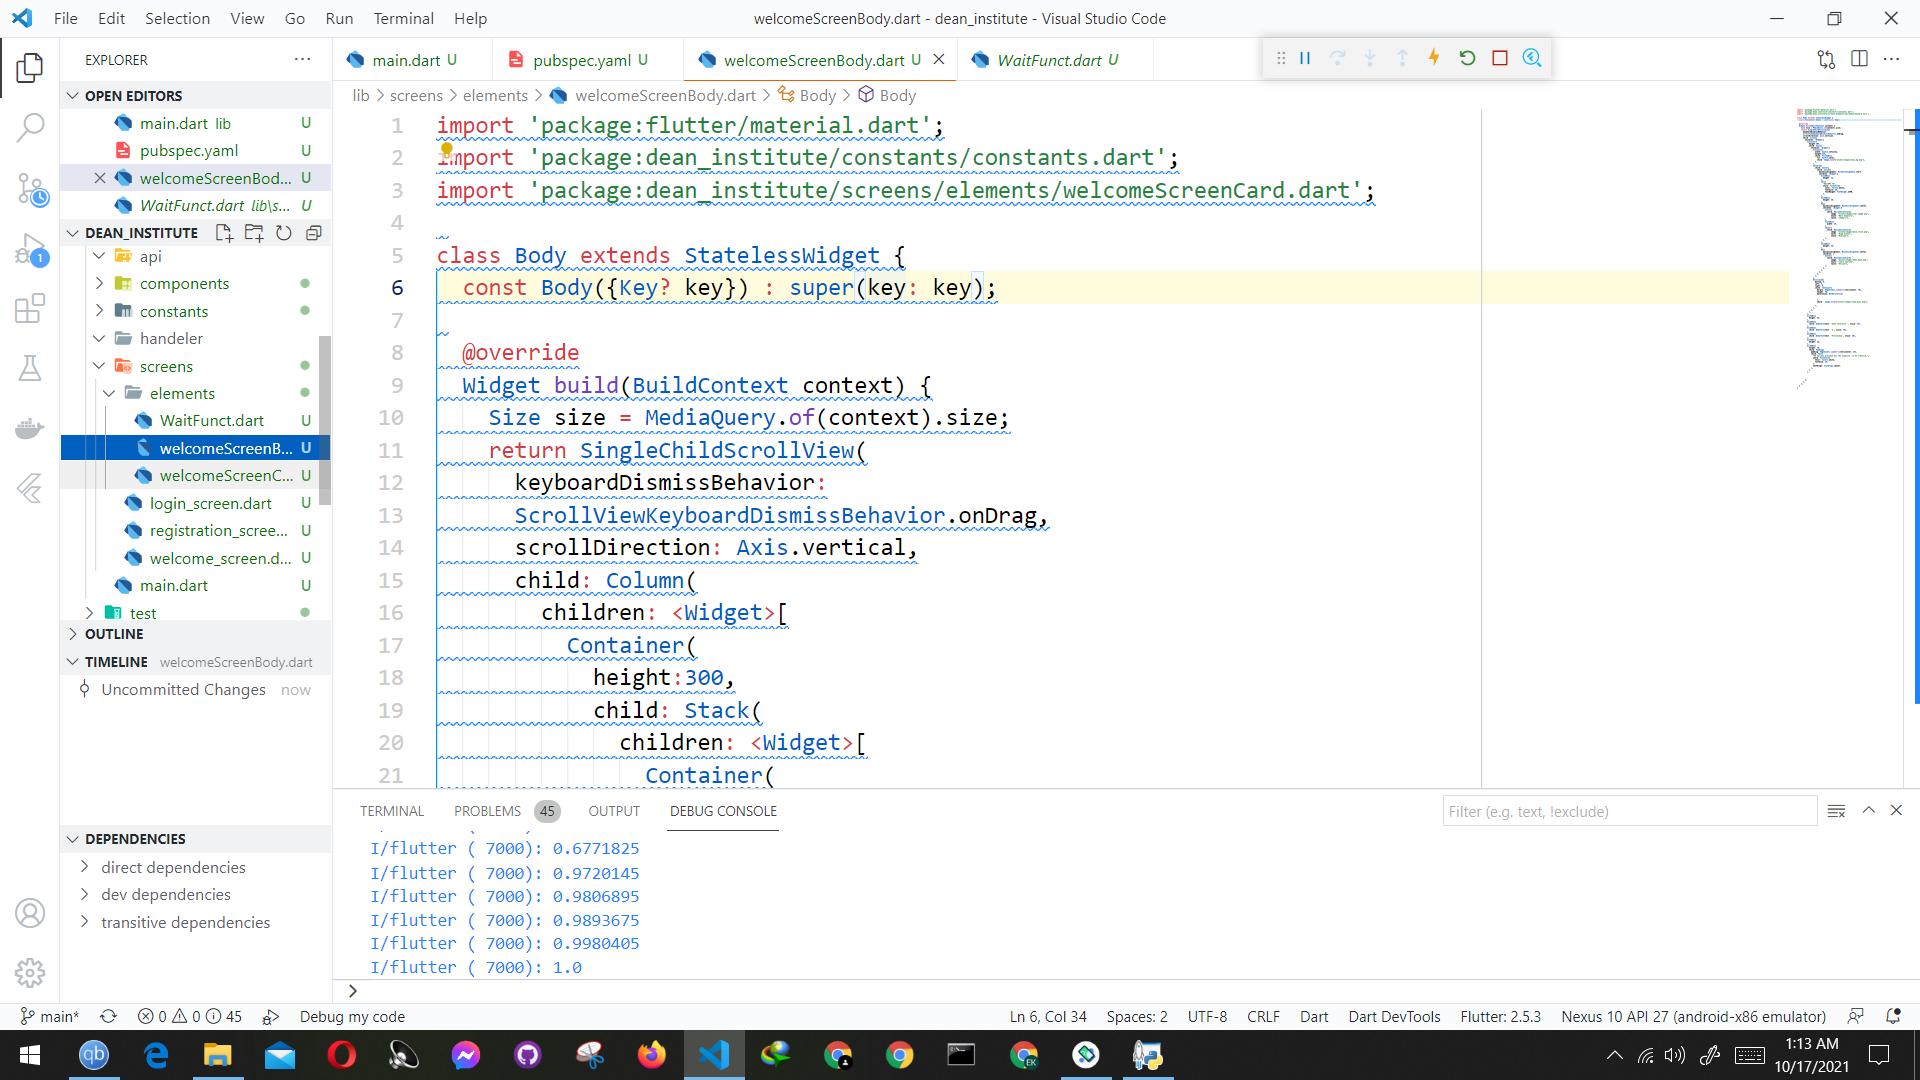 File Edit Selection View Go Run Terminal Help
welcomeScreenBody.dart - dean_institute - Visual Studio Code
EXPLORER
OPEN EDITORS
main.dart lib U
pubspec.yaml U
welcomeScreenBod... U
WaitFunct.dart lib\s... U
DEAN_INSTITUTE
api
components
constants
handeler
screens
elements
WaitFunct.dart U
welcomeScreenB... U
welcomeScreenC... U
login_screen.dart U
registration_scree... U
welcome_screen.d... U
main.dart U
test
OUTLINE
TIMELINE welcomeScreenBody.dart
Uncommitted Changes now
DEPENDENCIES
direct dependencies
dev dependencies
transitive dependencies
1
main.dart U
pubspec.yaml U
welcomeScreenBody.dart U
WaitFunct.dart U
lib > screens > elements > welcomeScreenBody.dart > Body > Body
1 import 'package:flutter/material.dart';
2 import 'package:dean_institute/constants/constants.dart';
3 import 'package:dean_institute/screens/elements/welcomeScreenCard.dart';
4
5 class Body extends StatelessWidget {
6 const Body({Key? key}) : super(key: key);
7
8 @override
9 Widget build(BuildContext context) {
10 Size size = MediaQuery.of(context).size;
11 return SingleChildScrollView(
12 keyboardDismissBehavior:
13 ScrollViewKeyboardDismissBehavior.onDrag,
14 scrollDirection: Axis.vertical,
15 child: Column(
16 children: <Widget>[
17 Container(
18 height:300,
19 child: Stack(
20 children: <Widget>[
21 Container(
TERMINAL PROBLEMS 45 OUTPUT DEBUG CONSOLE
Filter (e.g. text, !exclude)
I/flutter ( 7000): 0.6771825
I/flutter ( 7000): 0.9720145
I/flutter ( 7000): 0.9806895
I/flutter ( 7000): 0.9893675
I/flutter ( 7000): 0.9980405
I/flutter ( 7000): 1.0
>
main* 0 0 45 Debug my code
Ln 6, Col 34 Spaces: 2 UTF-8 CRLF Dart Dart DevTools Flutter: 2.5.3 Nexus 10 API 27 (android-x86 emulator)
qb
EK
1:13 AM
10/17/2021